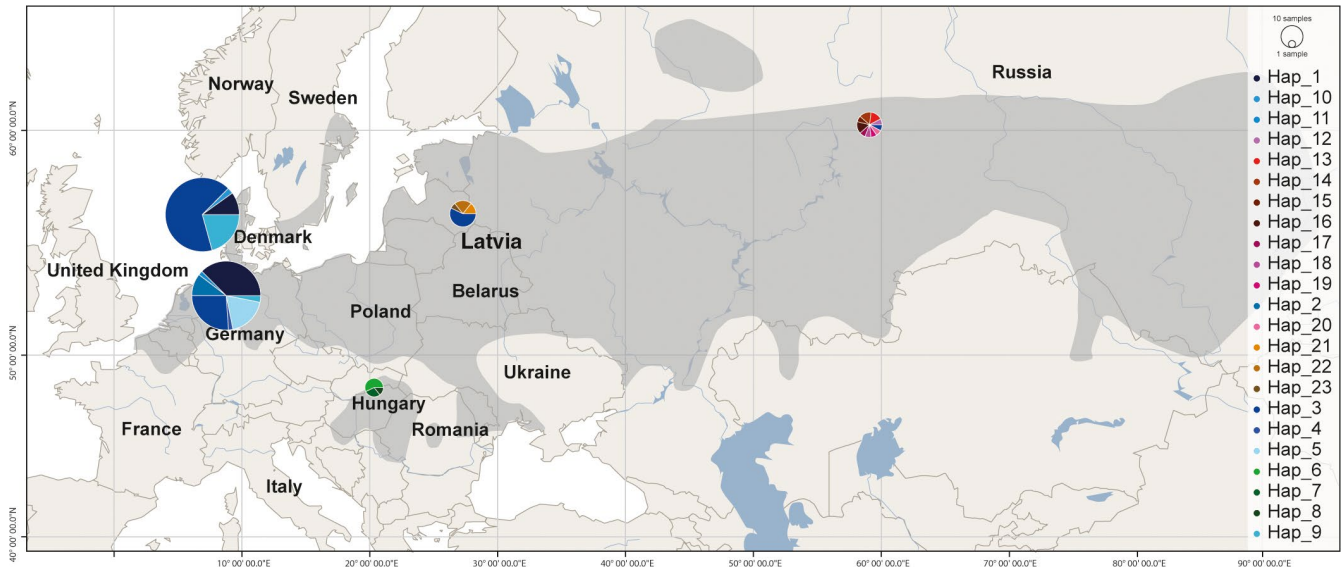 10 samples
1 sample
Hap_1
Hap_10
Hap_11
Hap_12
Hap_13
Hap_14
Hap_15
Hap_16
Hap_17
Hap_18
Hap_19
Hap_2
Hap_20
Hap_21
Hap_22
Hap_23
Hap_3
Hap_4
Hap_5
Hap_6
Hap_7
Hap_8
Hap_9
Russia
Norway
Sweden
Denmark
Latvia
United Kingdom
Belarus
Poland
Germany
Ukraine
Hungary
France
Romania
Italy
60° 00' 00.0"N
50° 00' 00.0"N
40° 00' 00.0"N
10° 00' 00.0"E
20° 00' 00.0"E
30° 00' 00.0"E
40° 00' 00.0"E
50° 00' 00.0"E
60° 00' 00.0"E
70° 00' 00.0"E
80° 00' 00.0"E
90° 00' 00.0"E